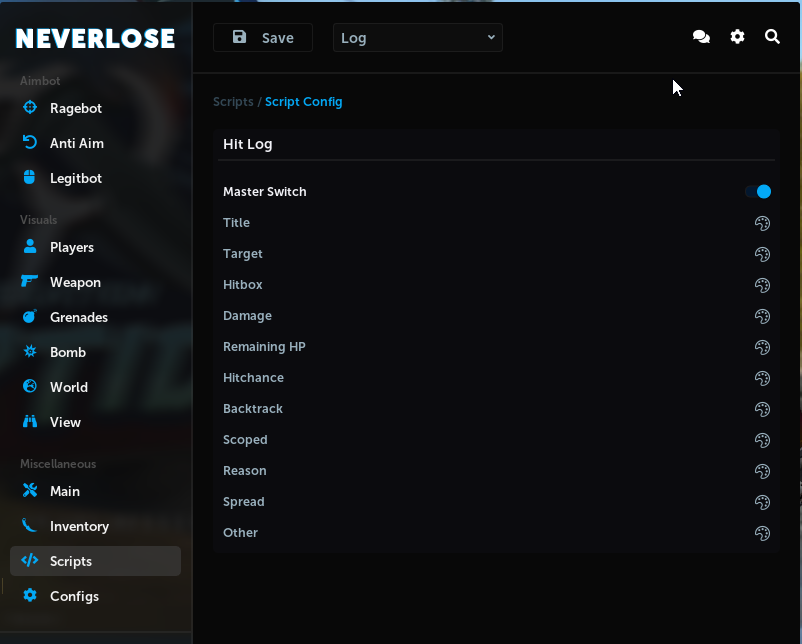 NEVERLOSE
Aimbot
Ragebot
Anti Aim
Legitbot
Visuals
Players
Weapon
Grenades
Bomb
World
View
Miscellaneous
Main
Inventory
Scripts
Configs
Save
Log
Scripts / Script Config
Hit Log
Master Switch
Title
Target
Hitbox
Damage
Remaining HP
Hitchance
Backtrack
Scoped
Reason
Spread
Other